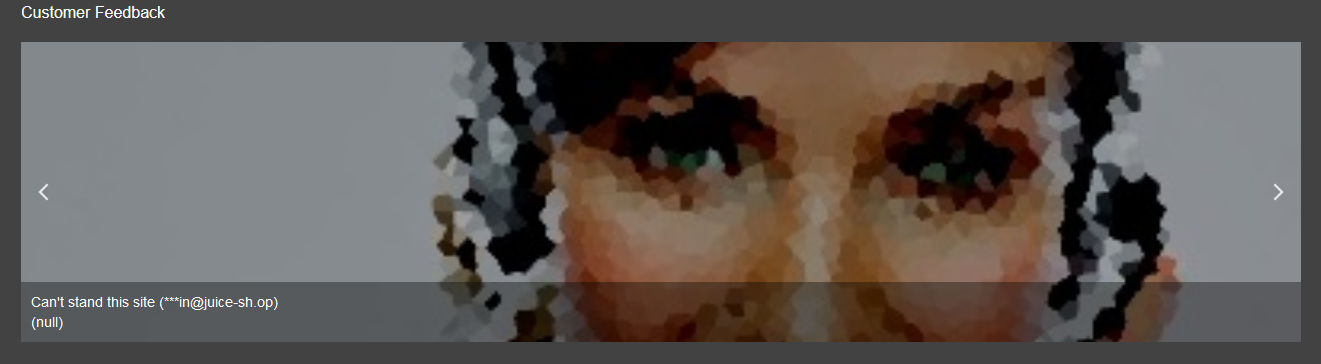 Customer Feedback
Can't stand this site (***in@juice-sh.op)
(null)